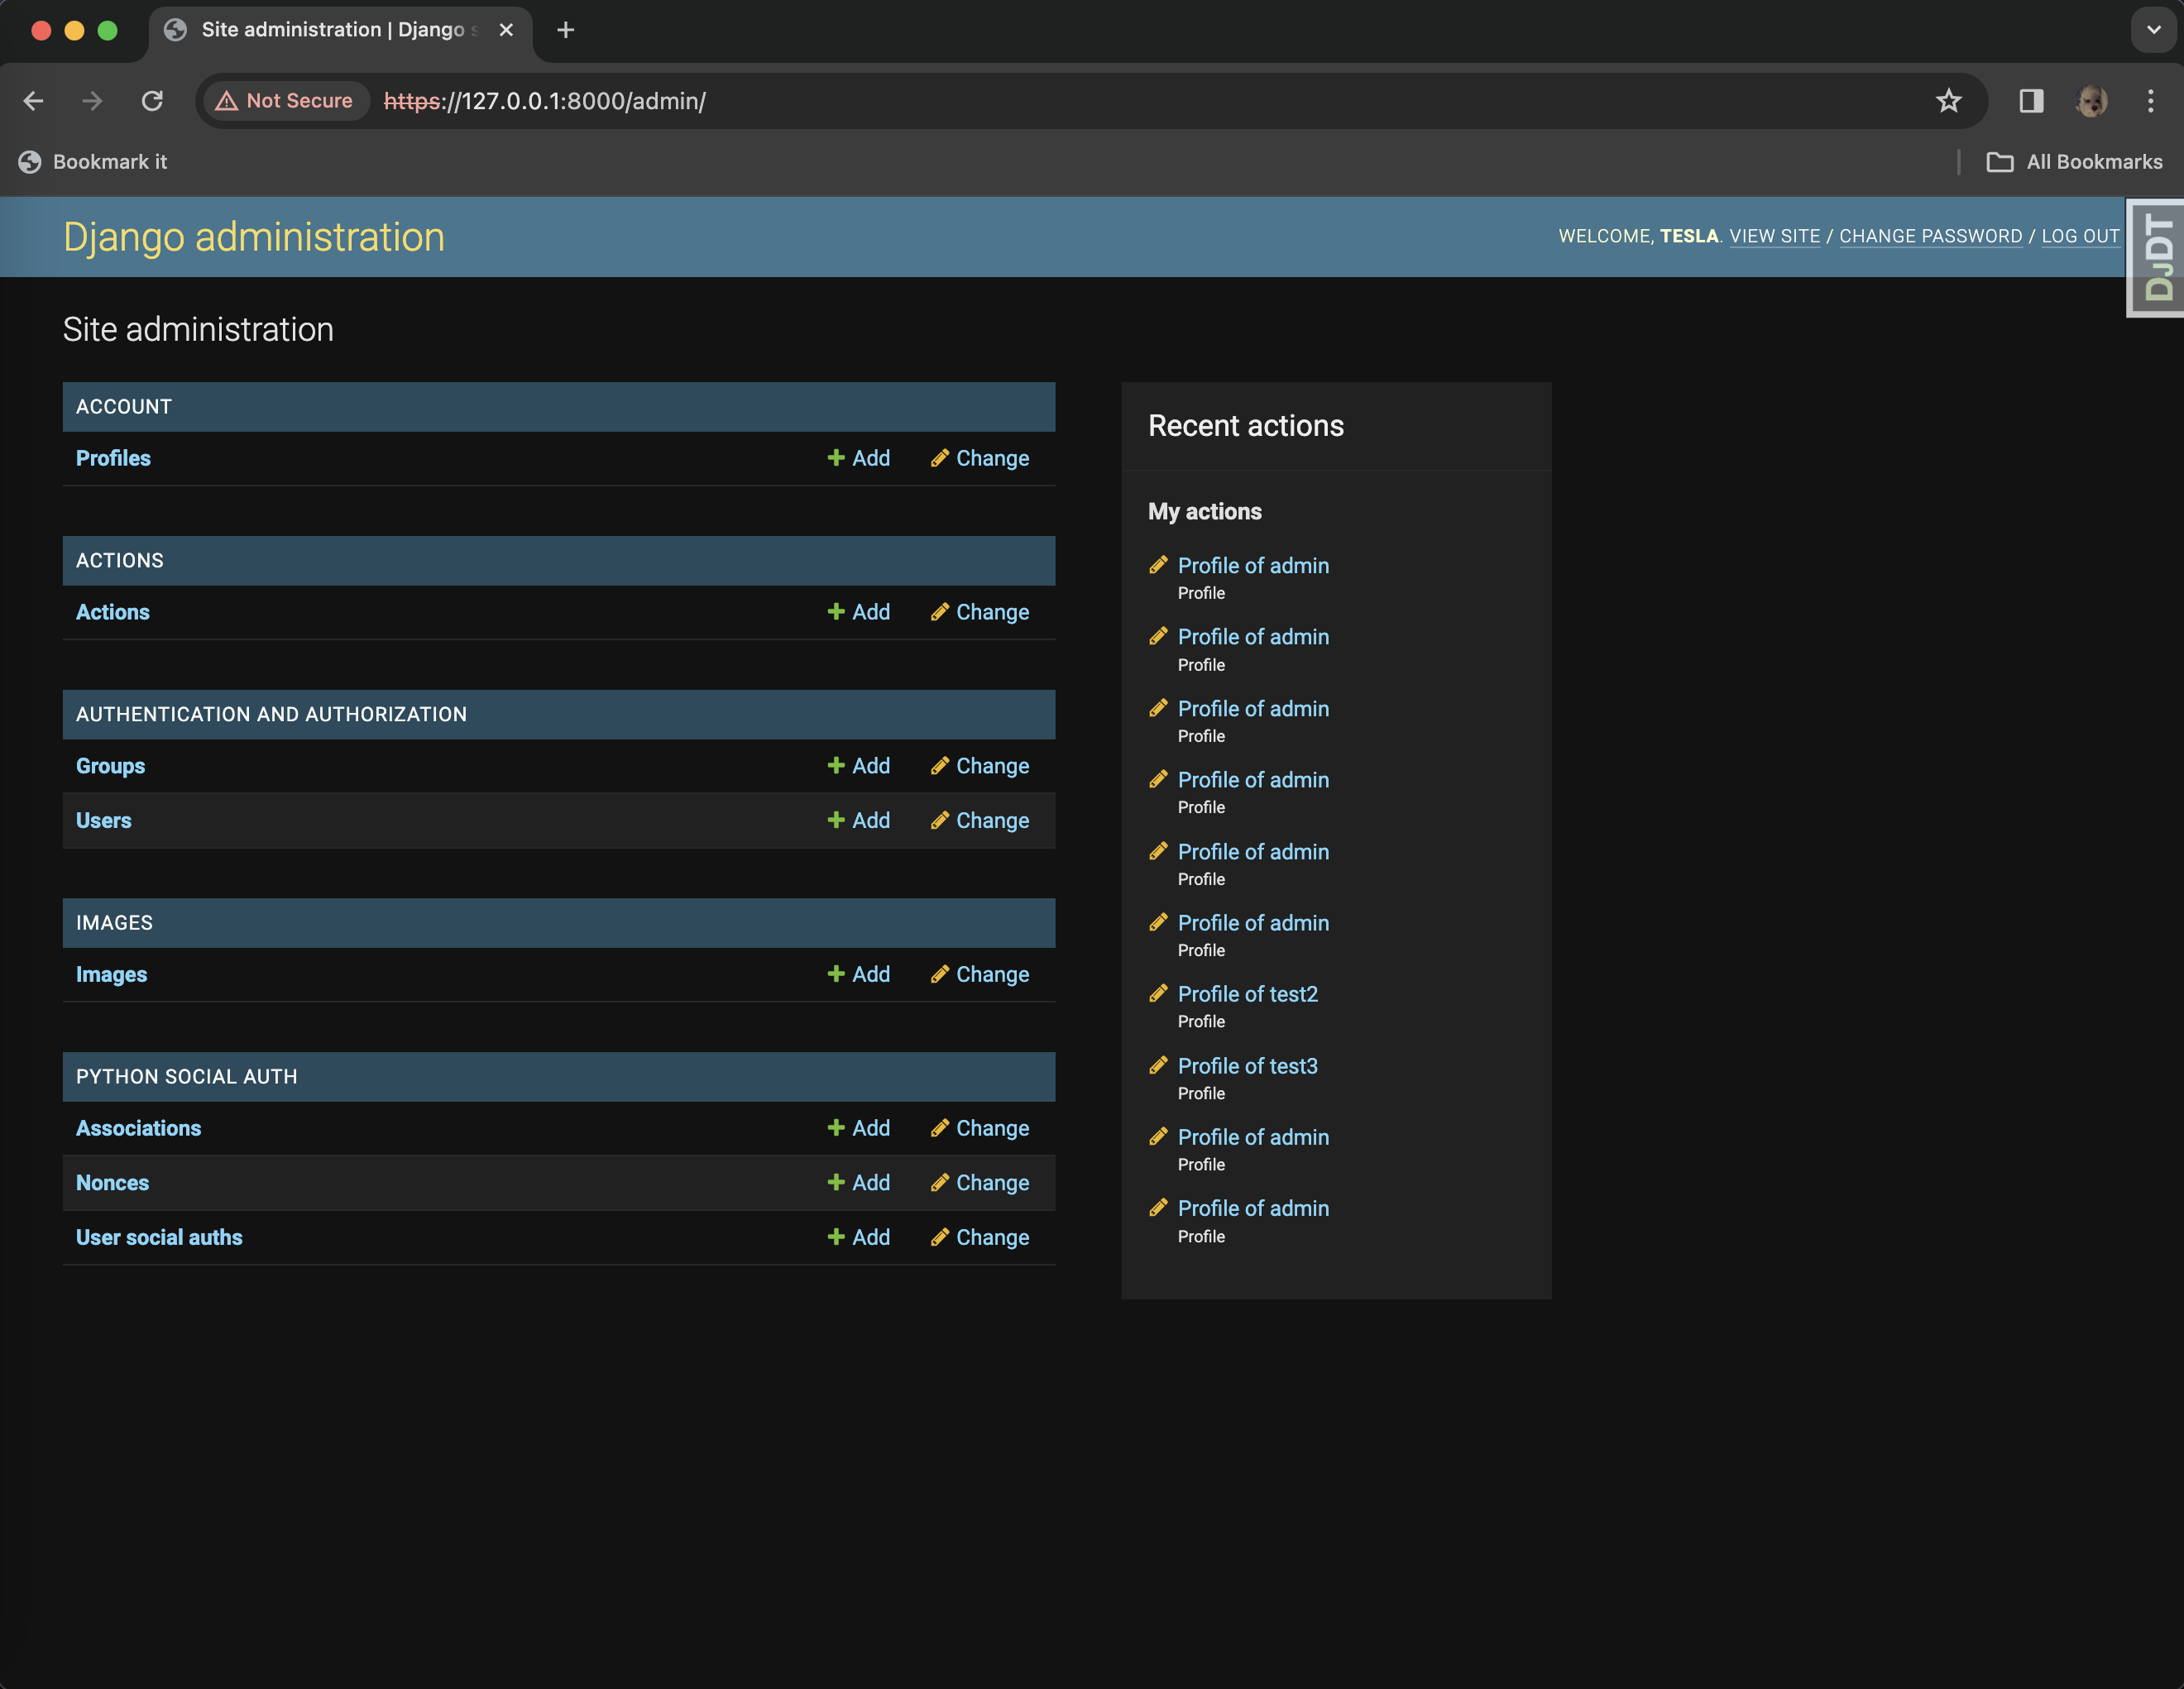 Site administration | Django s
Not Secure https://127.0.0.1:8000/admin/
Bookmark it
All Bookmarks
Django administration
WELCOME, TESLA. VIEW SITE / CHANGE PASSWORD / LOG OUT
DJDT
Site administration
ACCOUNT
Profiles Add Change
ACTIONS
Actions Add Change
AUTHENTICATION AND AUTHORIZATION
Groups Add Change
Users Add Change
IMAGES
Images Add Change
PYTHON SOCIAL AUTH
Associations Add Change
Nonces Add Change
User social auths Add Change
Recent actions
My actions
Profile of admin
Profile
Profile of admin
Profile
Profile of admin
Profile
Profile of admin
Profile
Profile of admin
Profile
Profile of admin
Profile
Profile of test2
Profile
Profile of test3
Profile
Profile of admin
Profile
Profile of admin
Profile